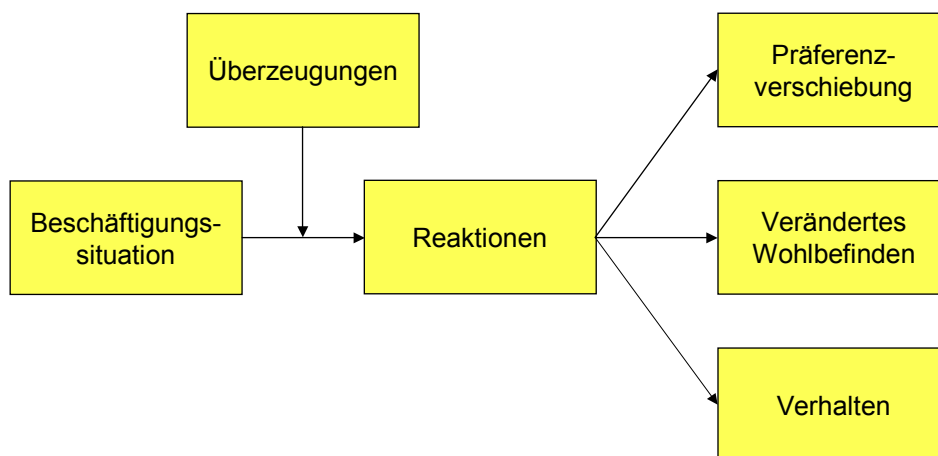 Überzeugungen
Präferenz-
verschiebung
Beschäftigungs-
situation
Reaktionen
Verändertes
Wohlbefinden
Verhalten